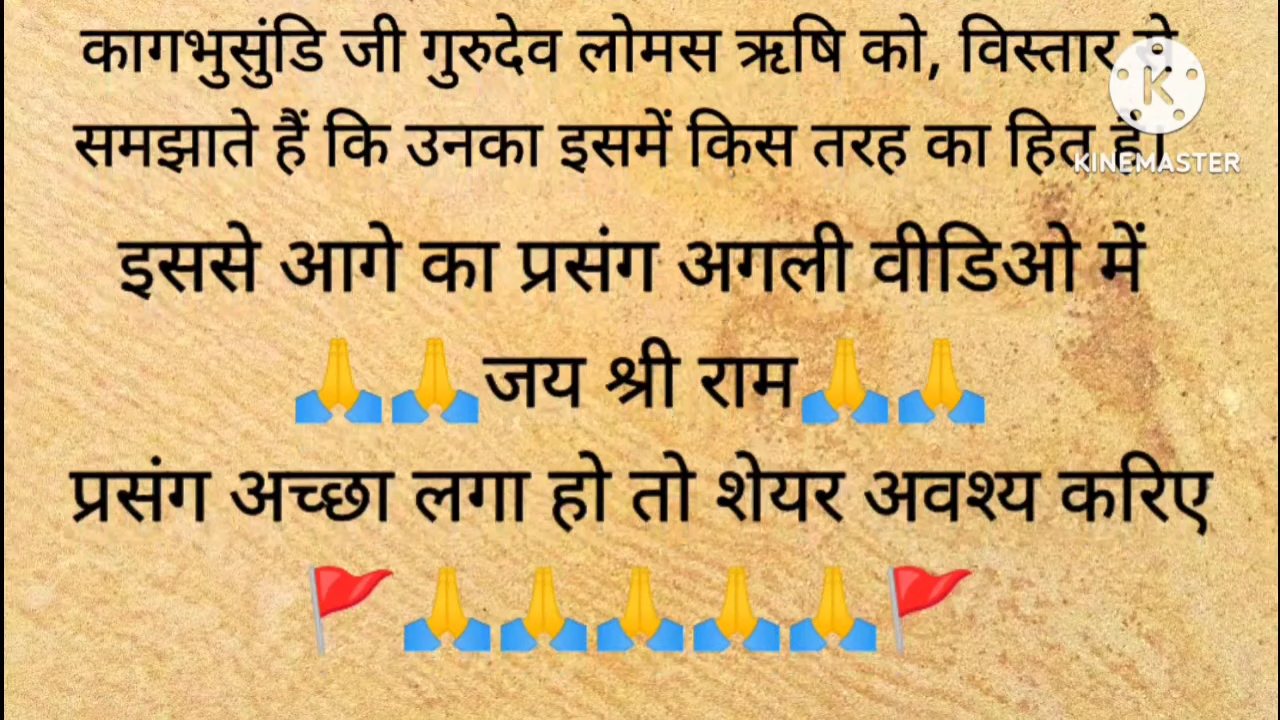 कागभुसुंडि जी गुरुदेव लोमस ऋषि को, विस्तार से
समझाते हैं कि उनका इसमें किस तरह का हित है।
KINEMASTER
इससे आगे का प्रसंग अगली वीडिओ में
🙏🙏जय श्री राम🙏🙏
प्रसंग अच्छा लगा हो तो शेयर अवश्य करिए
🚩🙏🙏🙏🙏🙏🚩